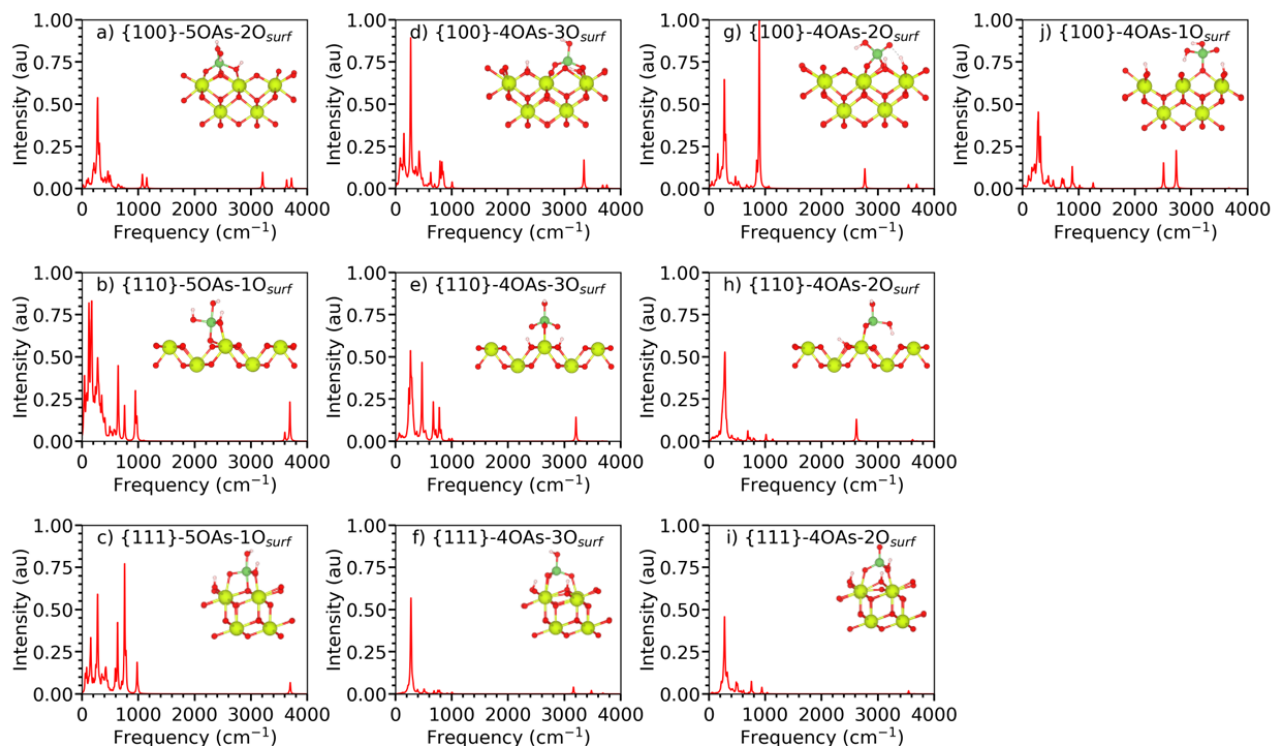 a) {100}-5OAs-2Osurf
1.00
0.75
0.50
0.25
0.00
Intensity (au)
0 1000 2000 3000 4000
Frequency (cm⁻¹)
d) {100}-4OAs-3Osurf
1.00
0.75
0.50
0.25
0.00
Intensity (au)
0 1000 2000 3000 4000
Frequency (cm⁻¹)
g) {100}-4OAs-2Osurf
1.00
0.75
0.50
0.25
0.00
Intensity (au)
0 1000 2000 3000 4000
Frequency (cm⁻¹)
j) {100}-4OAs-1Osurf
1.00
0.75
0.50
0.25
0.00
Intensity (au)
0 1000 2000 3000 4000
Frequency (cm⁻¹)
b) {110}-5OAs-1Osurf
1.00
0.75
0.50
0.25
0.00
Intensity (au)
0 1000 2000 3000 4000
Frequency (cm⁻¹)
e) {110}-4OAs-3Osurf
1.00
0.75
0.50
0.25
0.00
Intensity (au)
0 1000 2000 3000 4000
Frequency (cm⁻¹)
h) {110}-4OAs-2Osurf
1.00
0.75
0.50
0.25
0.00
Intensity (au)
0 1000 2000 3000 4000
Frequency (cm⁻¹)
c) {111}-5OAs-1Osurf
1.00
0.75
0.50
0.25
0.00
Intensity (au)
0 1000 2000 3000 4000
Frequency (cm⁻¹)
f) {111}-4OAs-3Osurf
1.00
0.75
0.50
0.25
0.00
Intensity (au)
0 1000 2000 3000 4000
Frequency (cm⁻¹)
i) {111}-4OAs-2Osurf
1.00
0.75
0.50
0.25
0.00
Intensity (au)
0 1000 2000 3000 4000
Frequency (cm⁻¹)